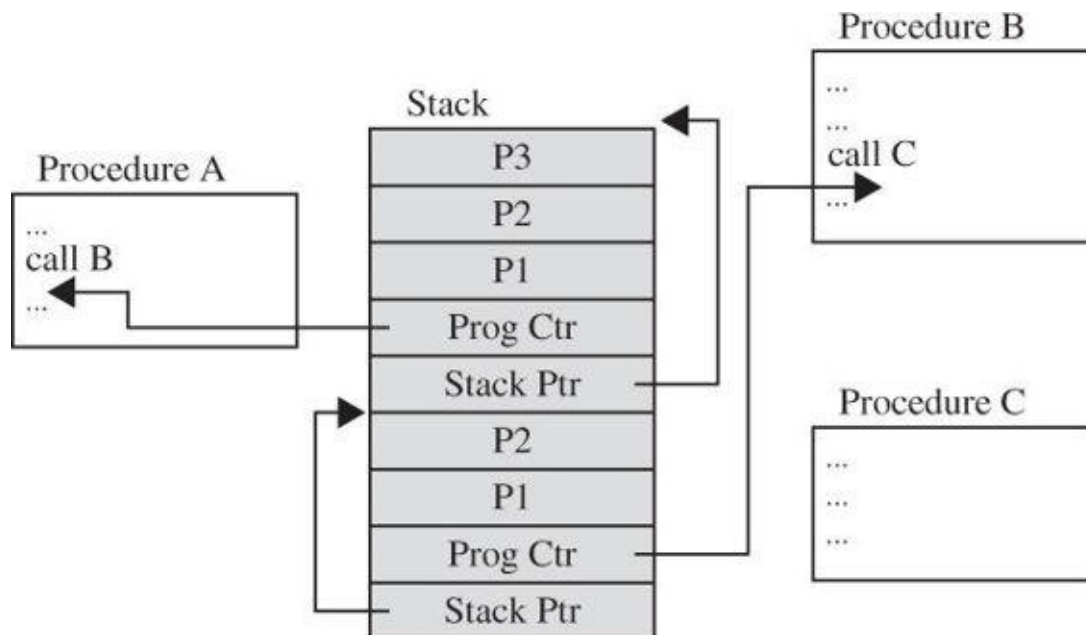 Procedure A
...
call B
...
Stack
P3
P2
P1
Prog Ctr
Stack Ptr
P2
P1
Prog Ctr
Stack Ptr
Procedure B
...
...
call C
...
Procedure C
...
...
...